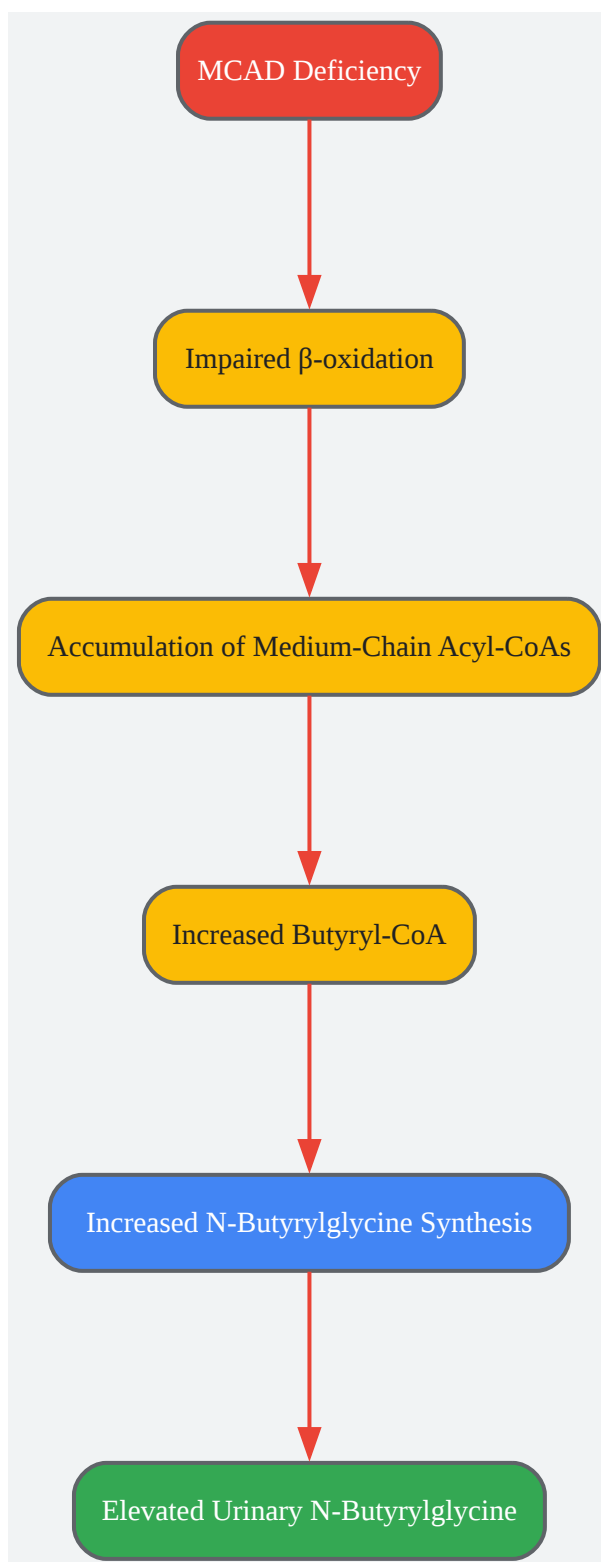 MCAD Deficiency
Impaired β-oxidation
Accumulation of Medium-Chain Acyl-CoAs
Increased Butyryl-CoA
Increased N-Butyrylglycine Synthesis
Elevated Urinary N-Butyrylglycine